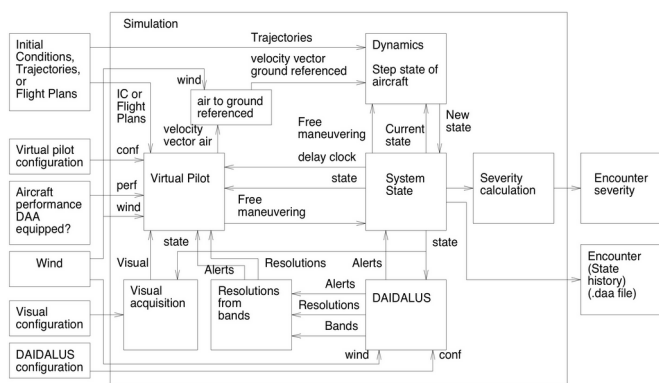 Simulation
Initial
Conditions,
Trajectories,
or
Flight Plans
Trajectories
Dynamics
Step state of
aircraft
velocity vector
ground referenced
wind
air to ground
referenced
IC or
Flight
Plans
velocity
vector air
Free
maneuvering
Current
state
New
state
Virtual pilot
configuration
conf
delay clock
Virtual Pilot
state
System
State
Severity
calculation
Encounter
severity
Aircraft
performance
DAA
equipped?
perf
wind
Free
maneuvering
Wind
Visual
state
Alerts
Resolutions
Alerts
state
Encounter
(State
history)
(.daa file)
Visual
acquisition
Resolutions
from
bands
Alerts
Resolutions
Bands
DAIDALUS
Visual
configuration
wind
conf
DAIDALUS
configuration